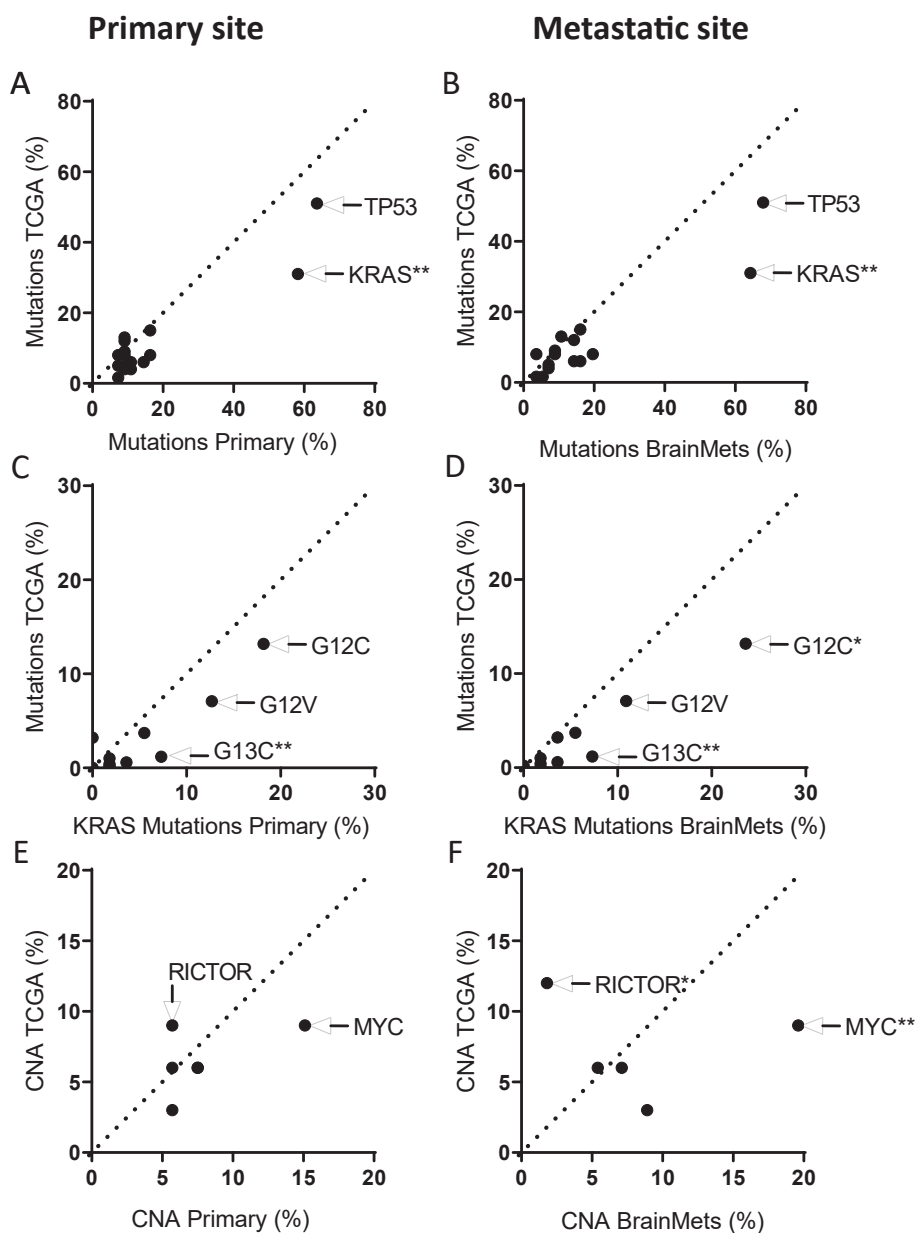 Primary site
Metastatic site
A
Mutations TCGA (%)
80
60
40
20
0
TP53
KRAS**
0 20 40 60 80
Mutations Primary (%)
B
Mutations TCGA (%)
80
60
40
20
0
TP53
KRAS**
0 20 40 60 80
Mutations BrainMets (%)
C
Mutations TCGA (%)
30
20
10
0
G12C
G12V
G13C**
0 10 20 30
KRAS Mutations Primary (%)
D
Mutations TCGA (%)
30
20
10
0
G12C*
G12V
G13C**
0 10 20 30
KRAS Mutations BrainMets (%)
E
CNA TCGA (%)
20
15
10
5
0
RICTOR
MYC
0 5 10 15 20
CNA Primary (%)
F
CNA TCGA (%)
20
15
10
5
0
RICTOR*
MYC**
0 5 10 15 20
CNA BrainMets (%)